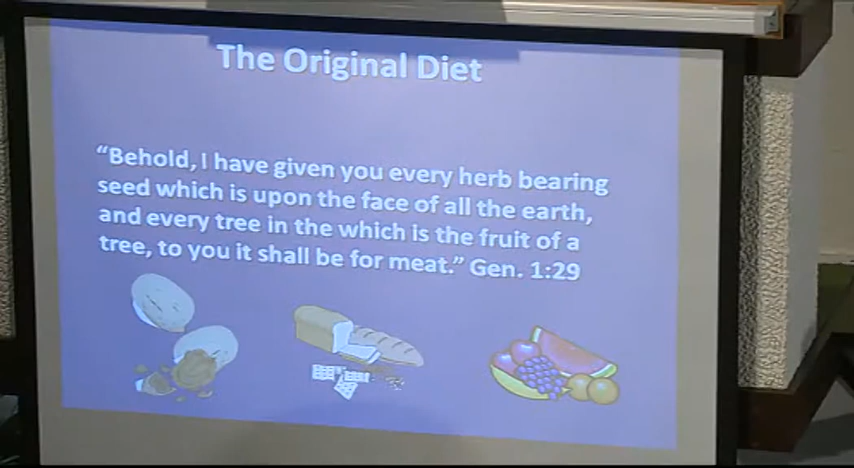 The Original Diet
“Behold, I have given you every herb bearing
seed which is upon the face of all the earth,
and every tree in the which is the fruit of a
tree, to you it shall be for meat.” Gen. 1:29